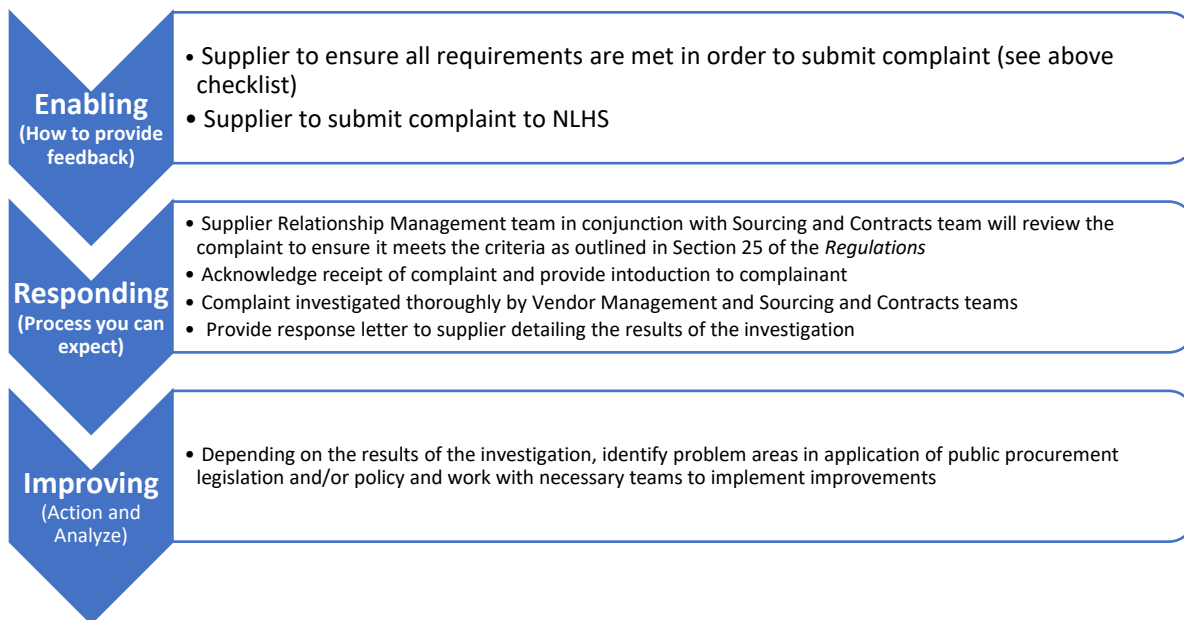 Enabling
(How to provide
feedback)
• Supplier to ensure all requirements are met in order to submit complaint (see above
checklist)
• Supplier to submit complaint to NLHS
Responding
(Process you can
expect)
• Supplier Relationship Management team in conjunction with Sourcing and Contracts team will review the
complaint to ensure it meets the criteria as outlined in Section 25 of the Regulations
• Acknowledge receipt of complaint and provide intoduction to complainant
• Complaint investigated thoroughly by Vendor Management and Sourcing and Contracts teams
• Provide response letter to supplier detailing the results of the investigation
Improving
(Action and
Analyze)
• Depending on the results of the investigation, identify problem areas in application of public procurement
legislation and/or policy and work with necessary teams to implement improvements